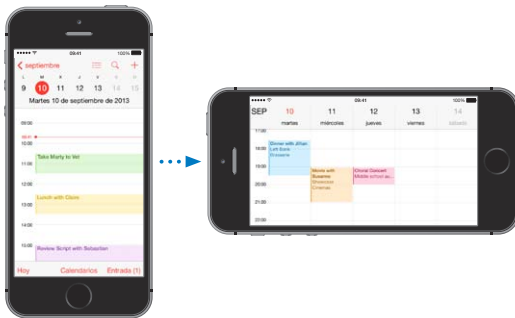 09:41 100%
septiembre
L M X J V S D
9 10 11 12 13 14 15
Martes 10 de septiembre de 2013
09:00
09:41
10:00
Take Marty to Vet
11:00
12:00
Lunch with Claire
13:00
Review Script with Sebastian
Hoy Calendarios Entrada (1)
09:41 100%
SEP 10 11 12 13 14
martes miércoles jueves viernes sábado
17:00
18:00
Dinner with Jillian
Left Bank
Brasserie
19:00
Movie with
Susanna
Showcase
Cinemas
Choral Concert
Middle school au...
20:00
21:00
22:00